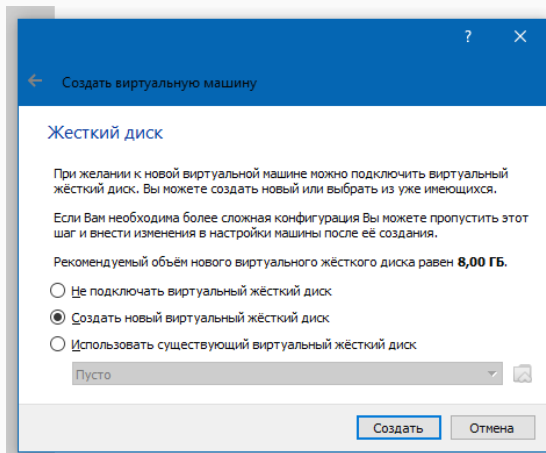 ?
Создать виртуальную машину
Жесткий диск
При желании к новой виртуальной машине можно подключить виртуальный
жёсткий диск. Вы можете создать новый или выбрать из уже имеющихся.
Если Вам необходима более сложная конфигурация Вы можете пропустить этот
шаг и внести изменения в настройки машины после её создания.
Рекомендуемый объём нового виртуального жёсткого диска равен 8,00 ГБ.
Не подключать виртуальный жёсткий диск
Создать новый виртуальный жёсткий диск
Использовать существующий виртуальный жёсткий диск
Пусто
Создать Отмена